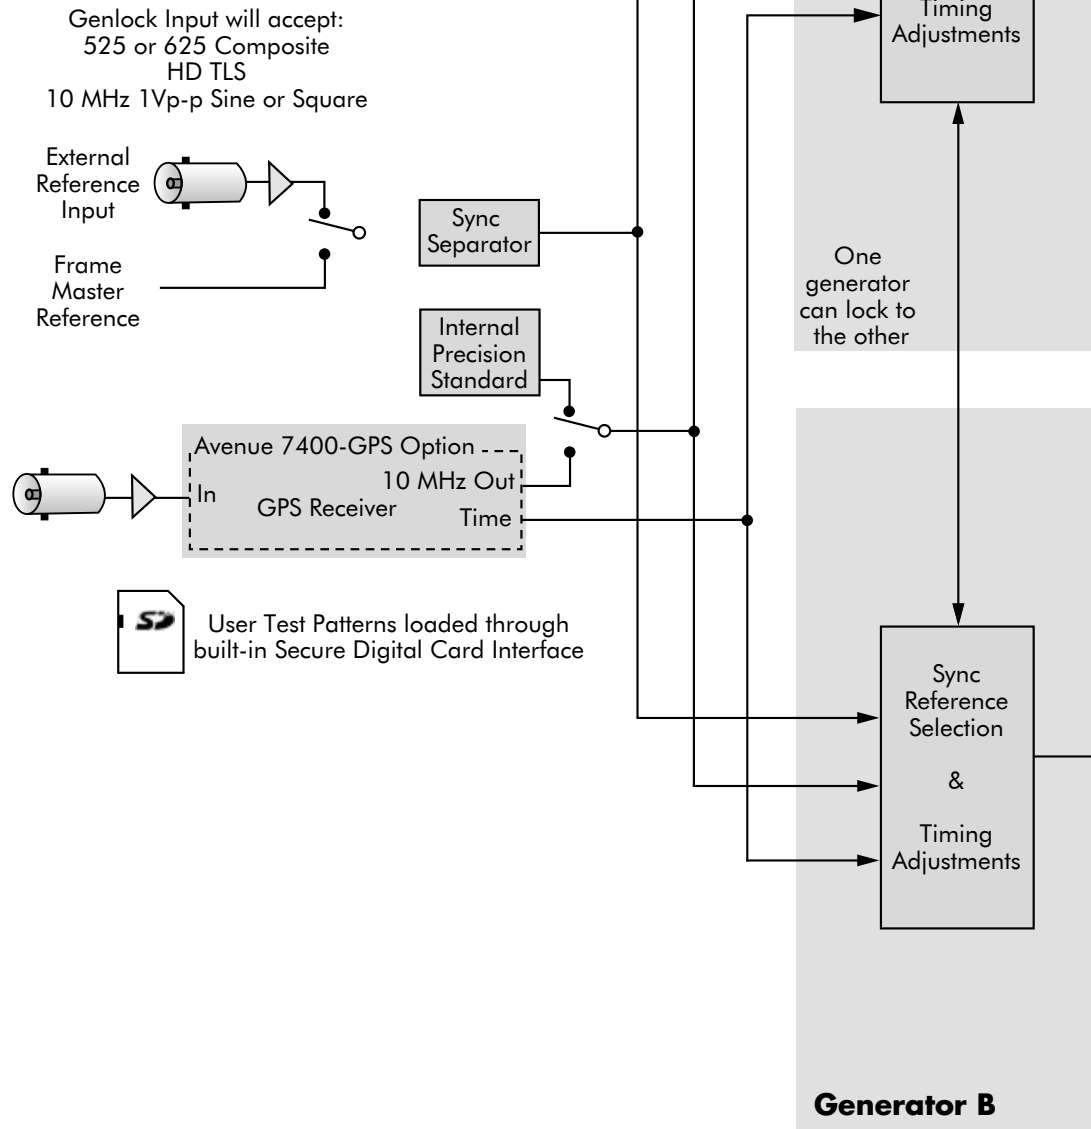 Genlock Input will accept:
525 or 625 Composite
HD TLS
10 MHz 1Vp-p Sine or Square
Timing
Adjustments
External
Reference
Input
Frame
Master
Reference
Sync
Separator
One
generator
can lock to
the other
Internal
Precision
Standard
Avenue 7400-GPS Option
In
10 MHz Out
GPS Receiver
Time
SD
User Test Patterns loaded through
built-in Secure Digital Card Interface
Sync
Reference
Selection
&
Timing
Adjustments
Generator B